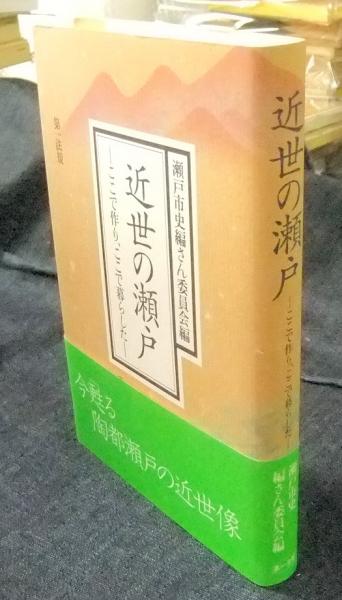 瀬戸市史編さん委員会編
近世の瀬戸
―ここで作り、ここで暮らした―
第一法規
今甦る
陶都瀬戸の近世像
近世の瀬戸
―ここで作り、ここで暮らした―
瀬戸市史
編さん委員会編